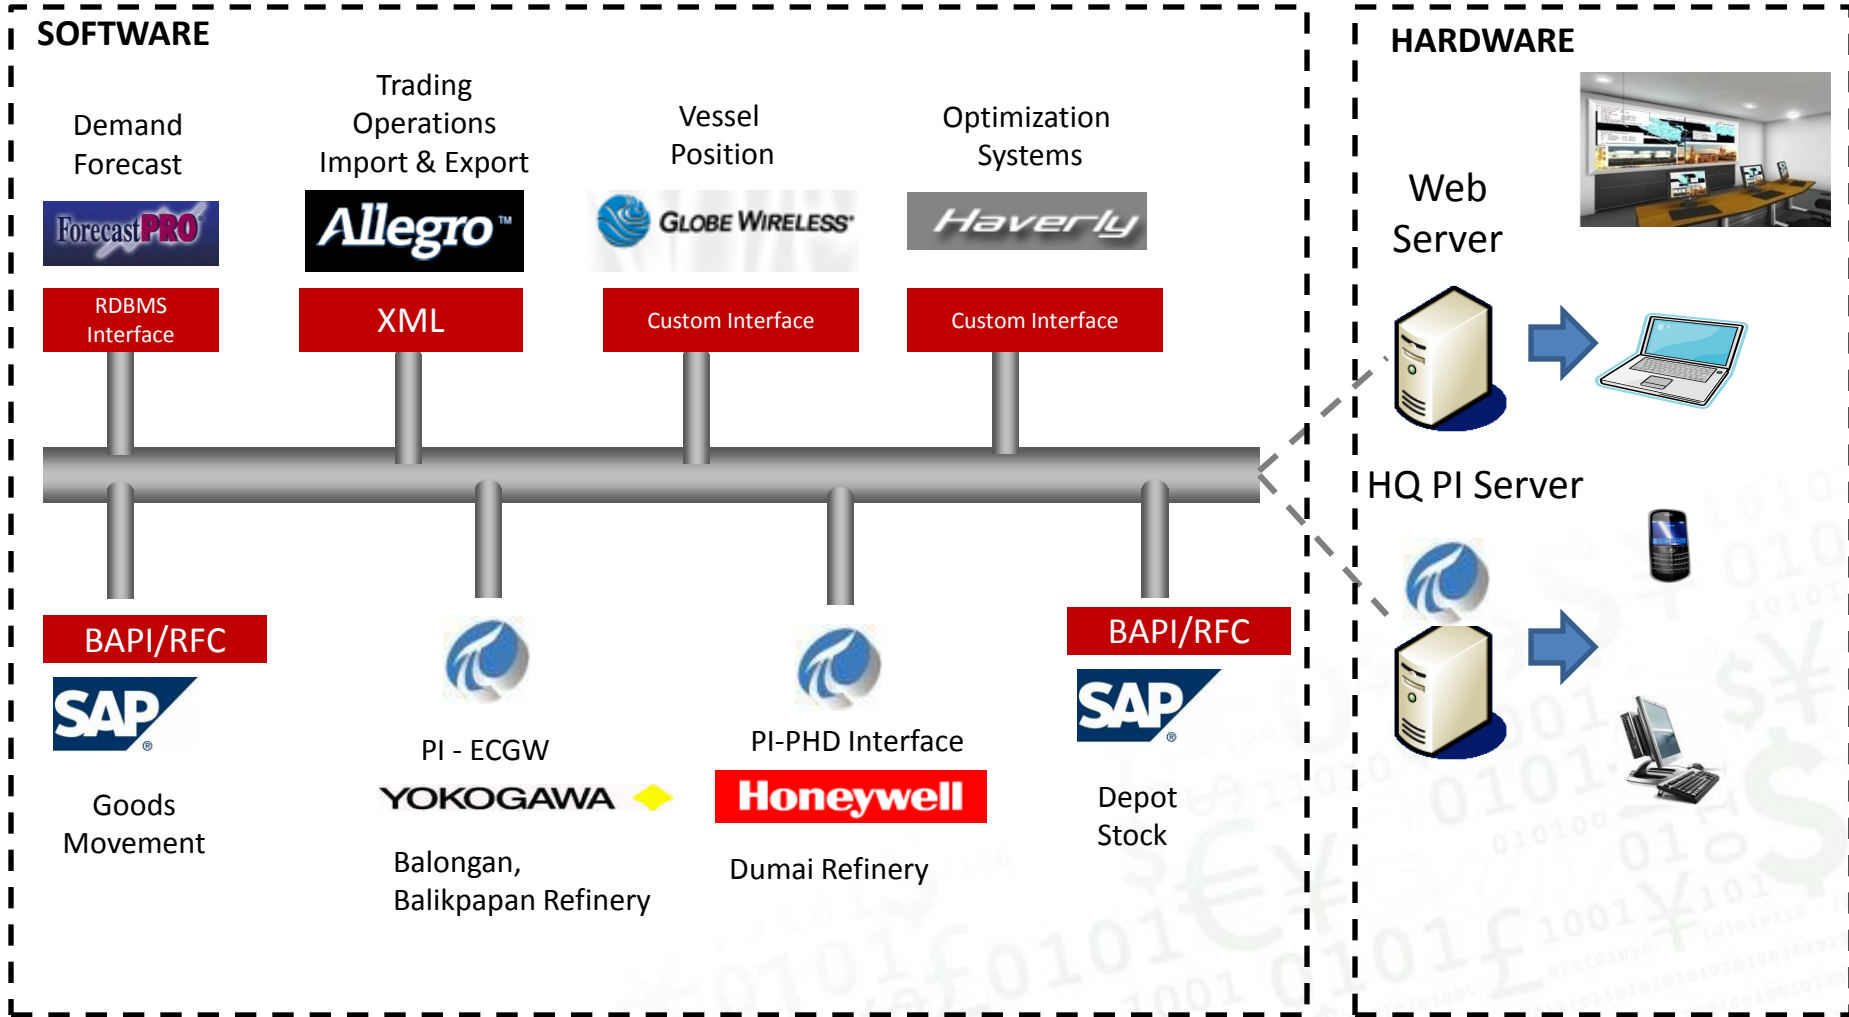 SOFTWARE
Demand
Forecast
ForecastPRO
RDBMS
Interface
Trading
Operations
Import & Export
Allegro™
XML
Vessel
Position
GLOBE WIRELESS®
Custom Interface
Optimization
Systems
Haverly
Custom Interface
BAPI/RFC
SAP®
Goods
Movement
PI - ECGW
YOKOGAWA
Balongan,
Balikpapan Refinery
PI-PHD Interface
Honeywell
Dumai Refinery
BAPI/RFC
SAP®
Depot
Stock
HARDWARE
Web
Server
HQ PI Server